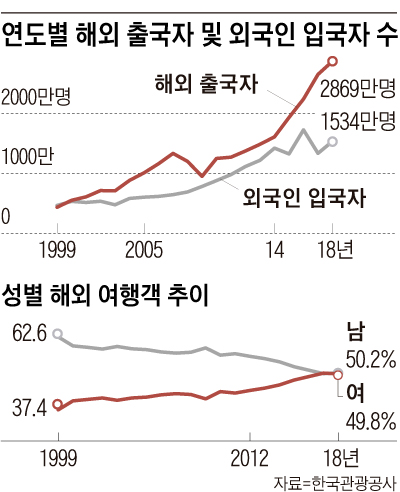 연도별 해외 출국자 및 외국인 입국자 수
해외 출국자
2869만명
2000만명
1534만명
1000만
외국인 입국자
0
1999 2005 14 18년
성별 해외 여행객 추이
62.6
남
50.2%
여
37.4
49.8%
1999 2012 18년
자료=한국관광공사